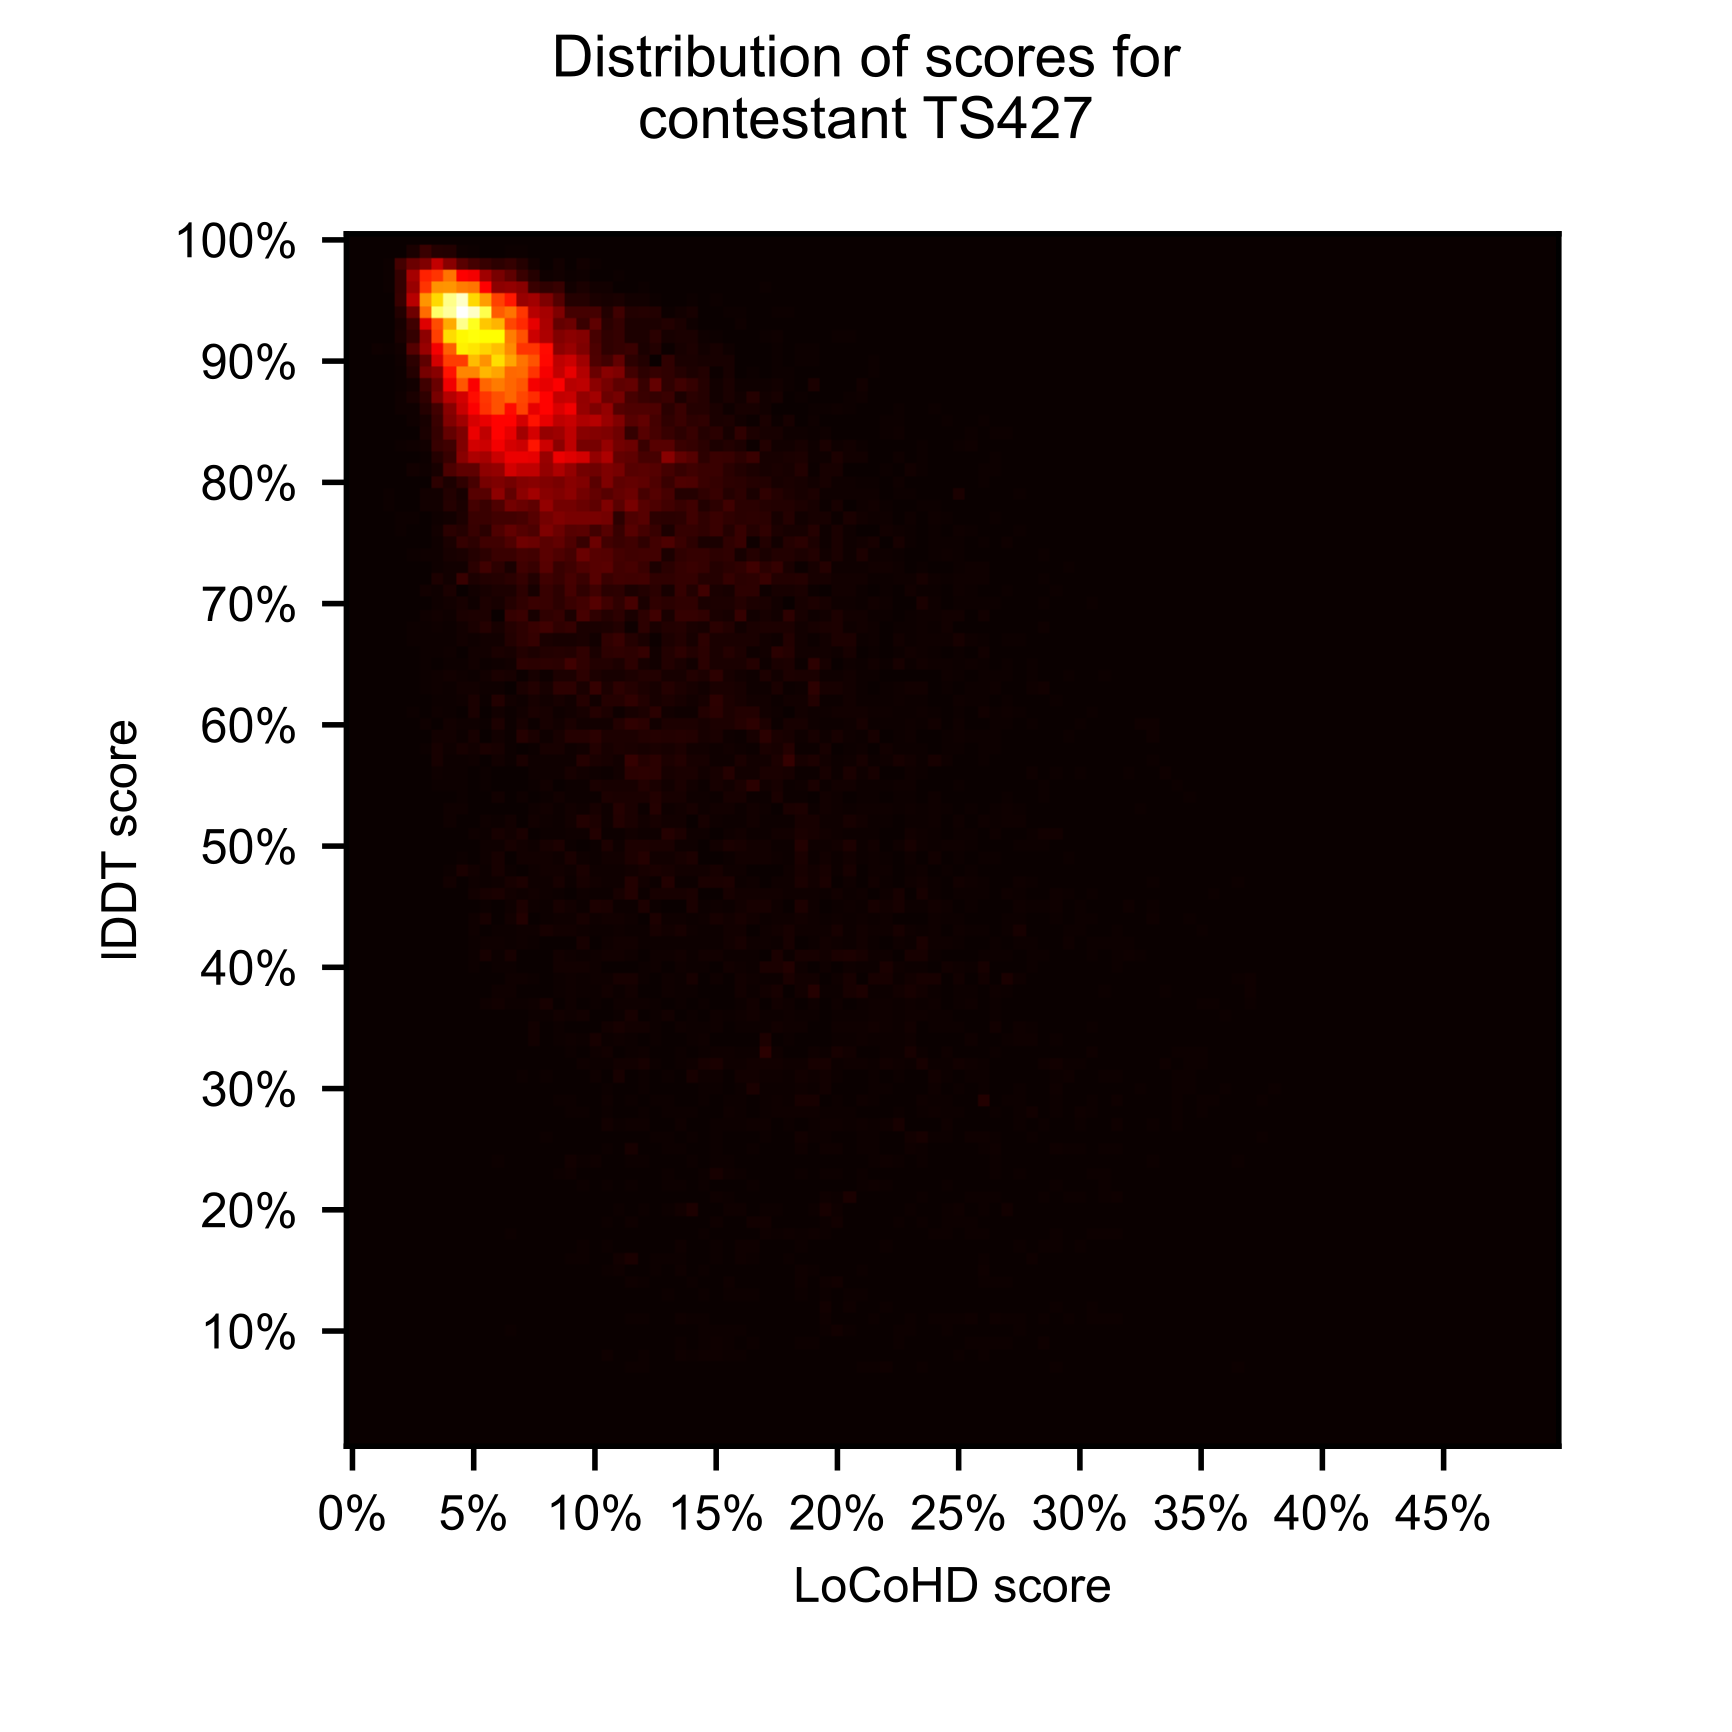 Distribution of scores for
contestant TS427
100%
90%
80%
70%
60%
50%
40%
30%
20%
10%
lDDT score
0% 5% 10% 15% 20% 25% 30% 35% 40% 45%
LoCoHD score